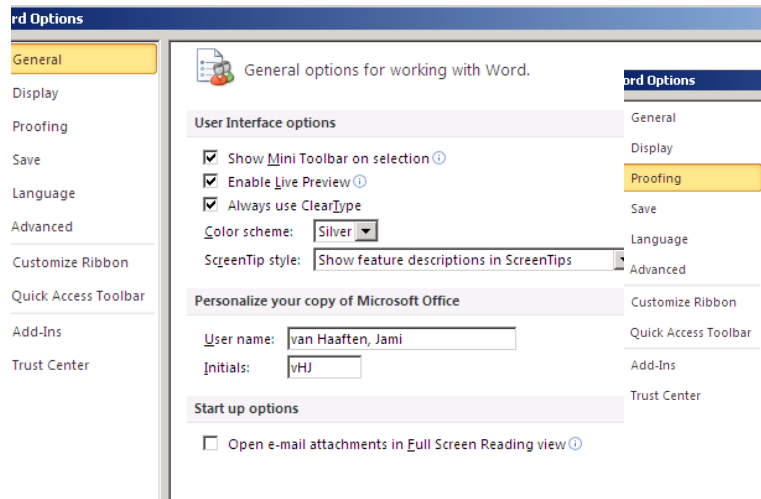 rd Options
General
Display
Proofing
Save
Language
Advanced
Customize Ribbon
Quick Access Toolbar
Add-Ins
Trust Center
General options for working with Word.
User Interface options
Show Mini Toolbar on selection
Enable Live Preview
Always use ClearType
Color scheme: Silver
ScreenTip style: Show feature descriptions in ScreenTips
Personalize your copy of Microsoft Office
User name: van Haaften, Jami
Initials: vHJ
Start up options
Open e-mail attachments in Full Screen Reading view
ord Options
General
Display
Proofing
Save
Language
Advanced
Customize Ribbon
Quick Access Toolbar
Add-Ins
Trust Center